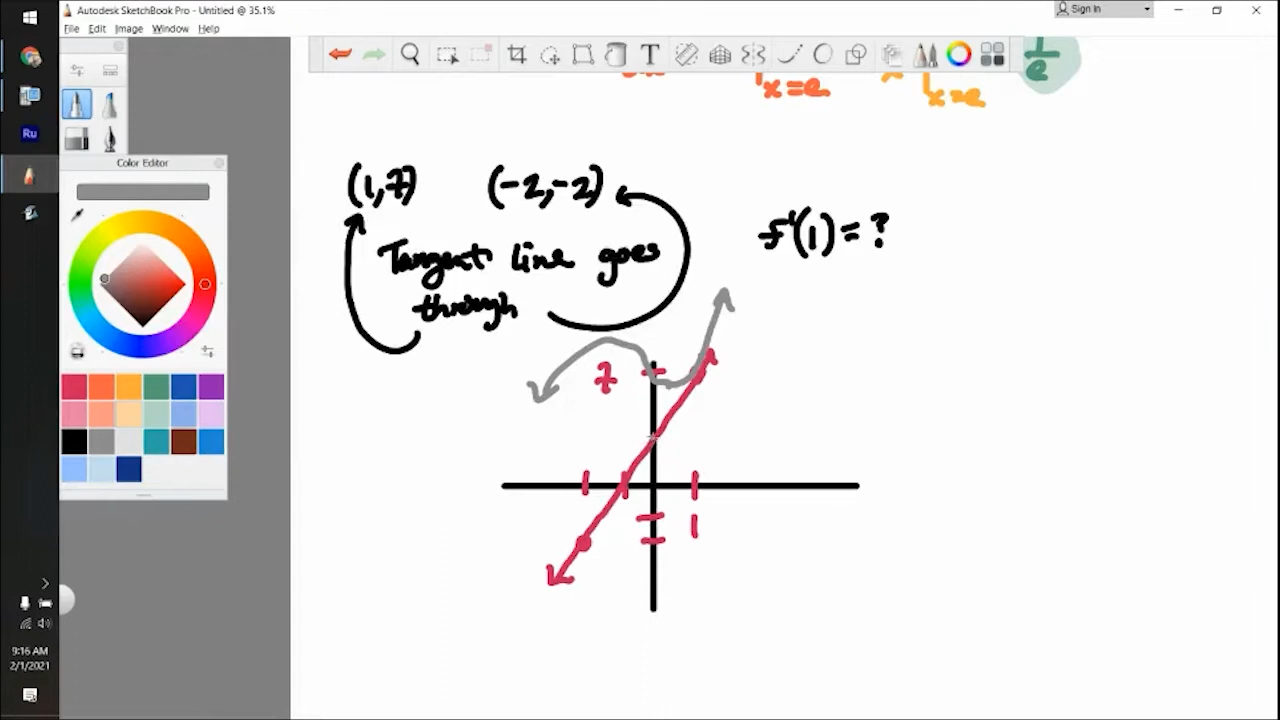 Autodesk SketchBook Pro - Untitled @ 35.1%
Sign In
File Edit Image Window Help
T
1/e
x=e
x=e
Ru
Color Editor
(1,7) (-2,-2)
f'(1)=?
Tangent line goes
through
7
1
9:16 AM
2/1/2021